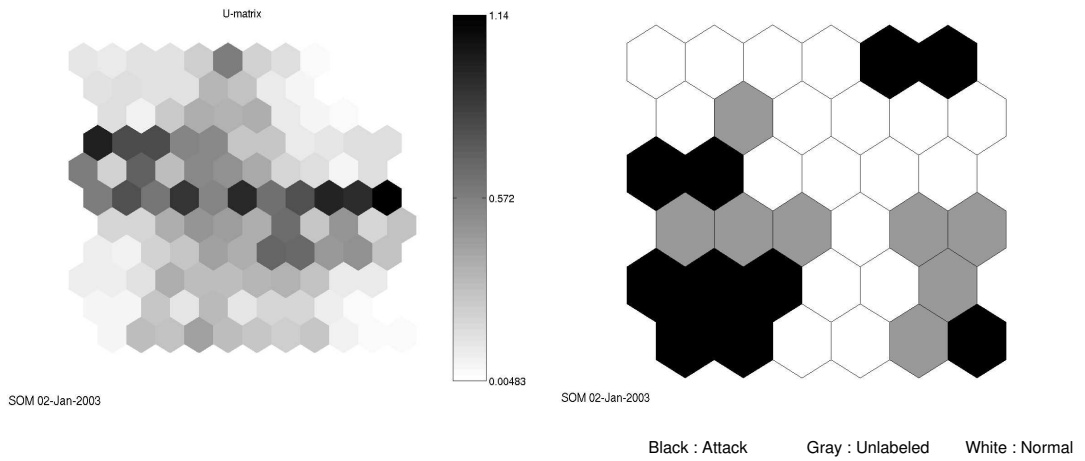 U-matrix
1.14
0.572
0.00483
SOM 02-Jan-2003
SOM 02-Jan-2003
Black : Attack
Gray : Unlabeled
White : Normal